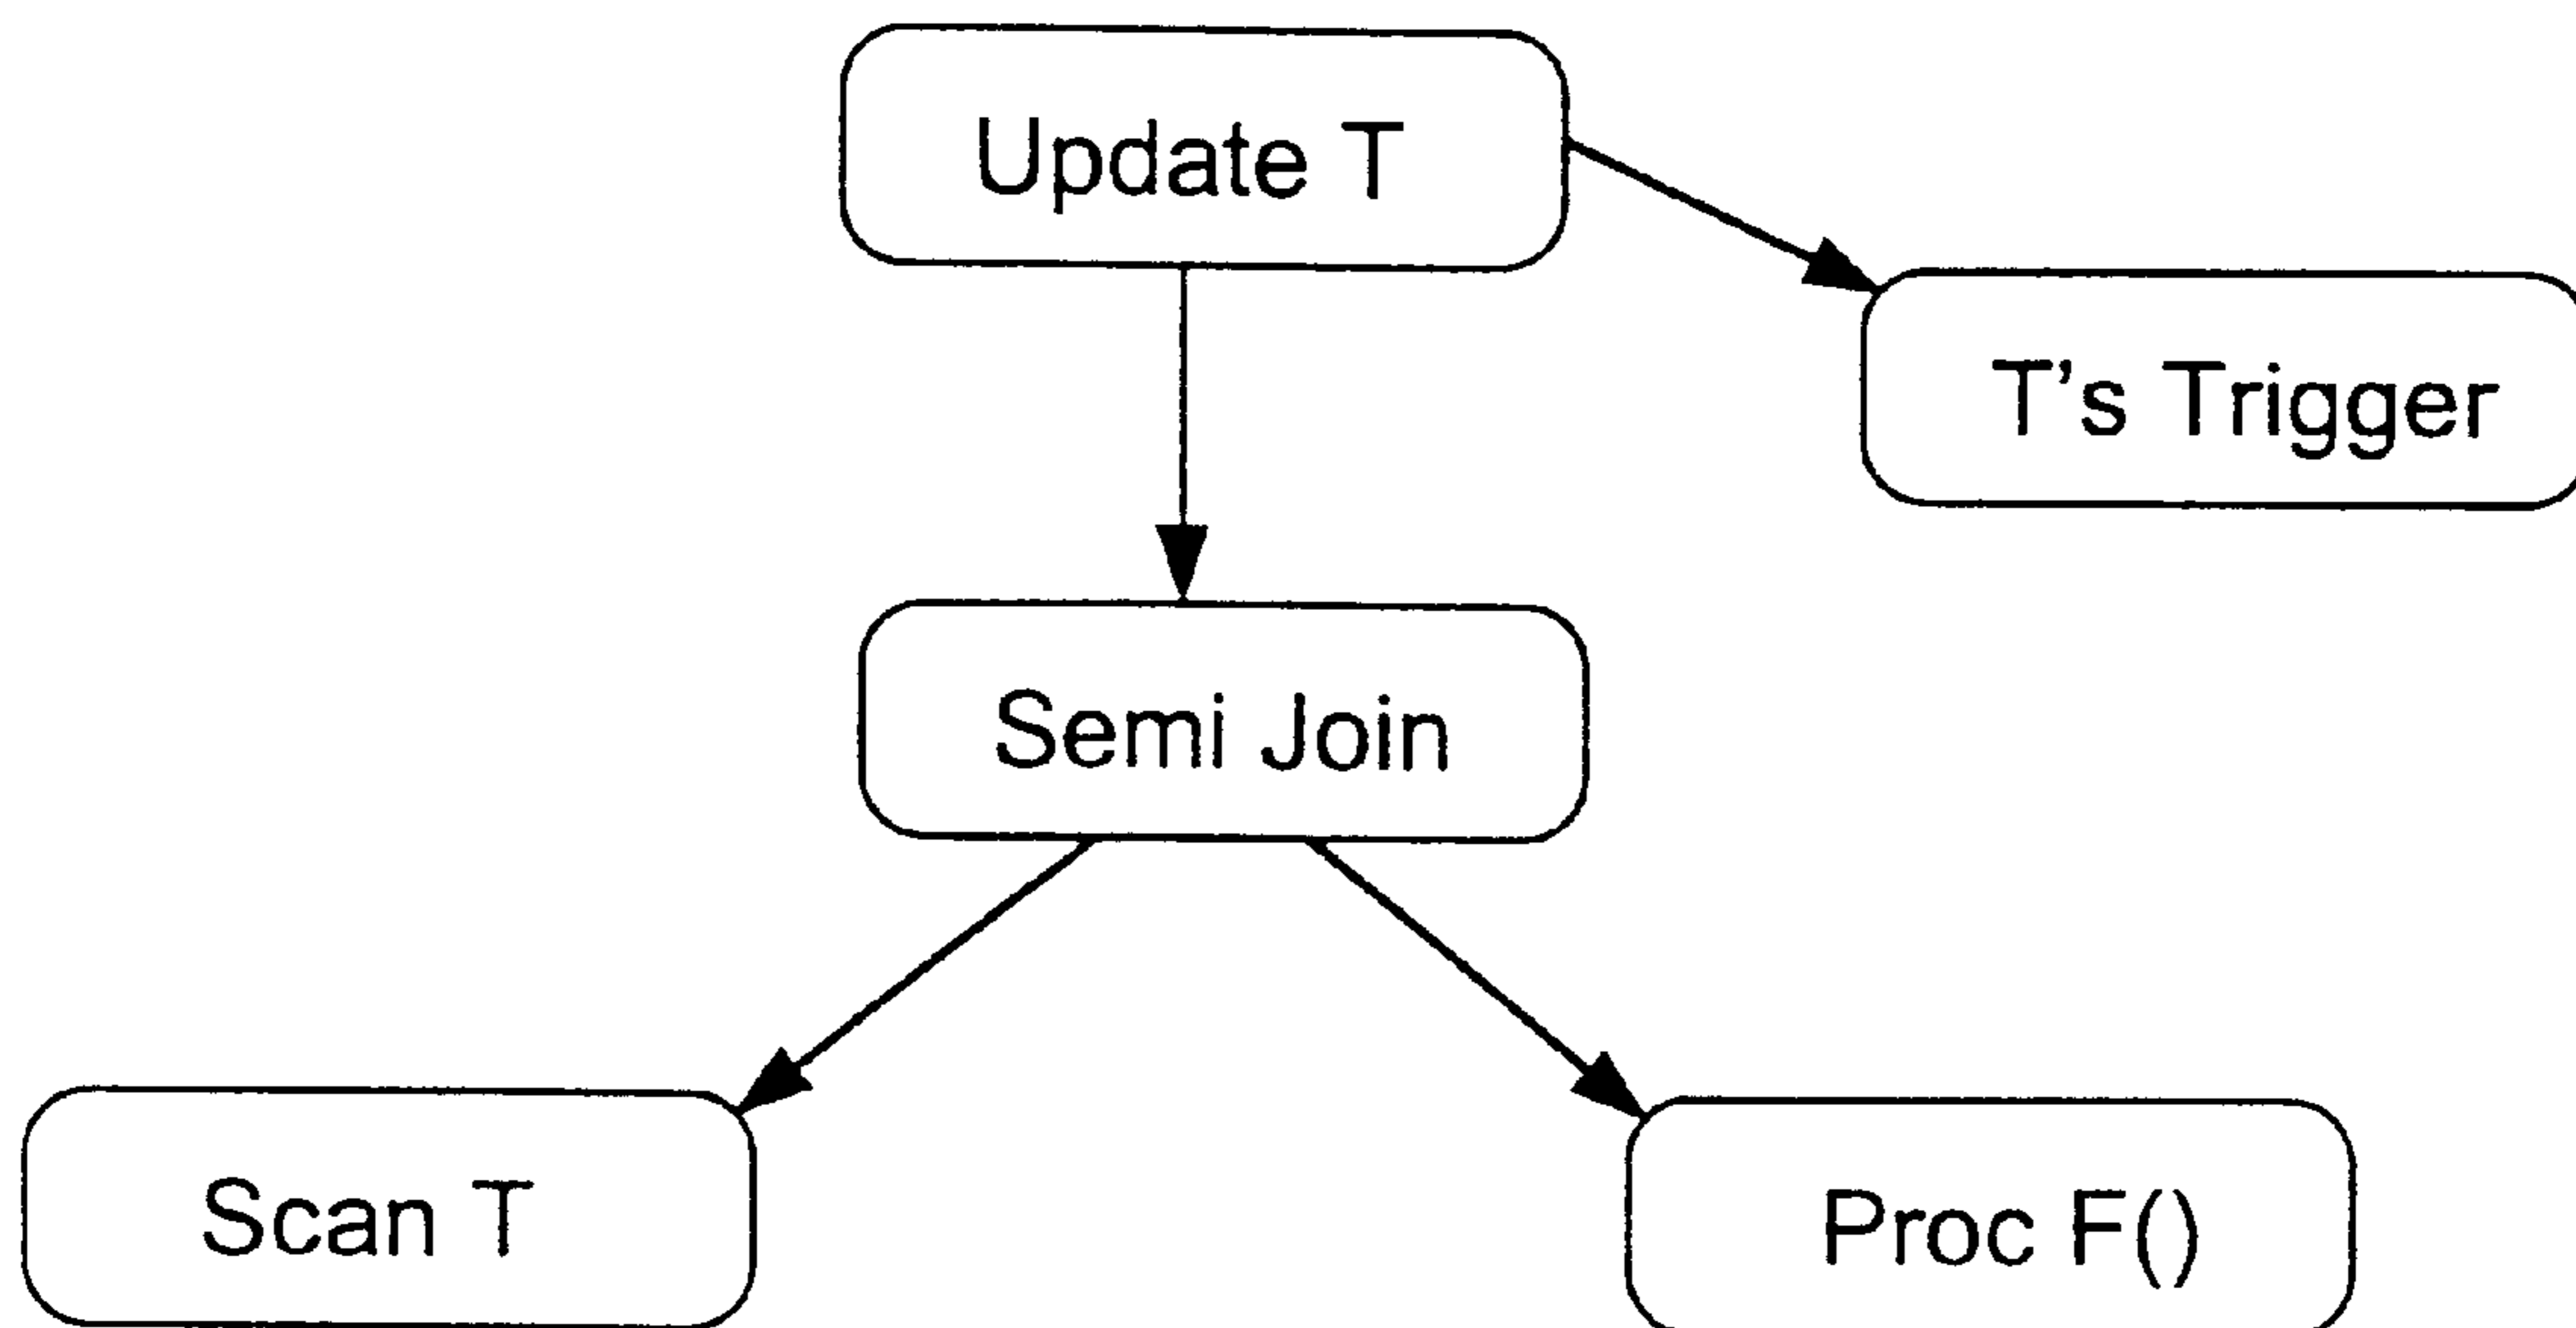 Update T
T's Trigger
Semi Join
Scan T
Proc F()